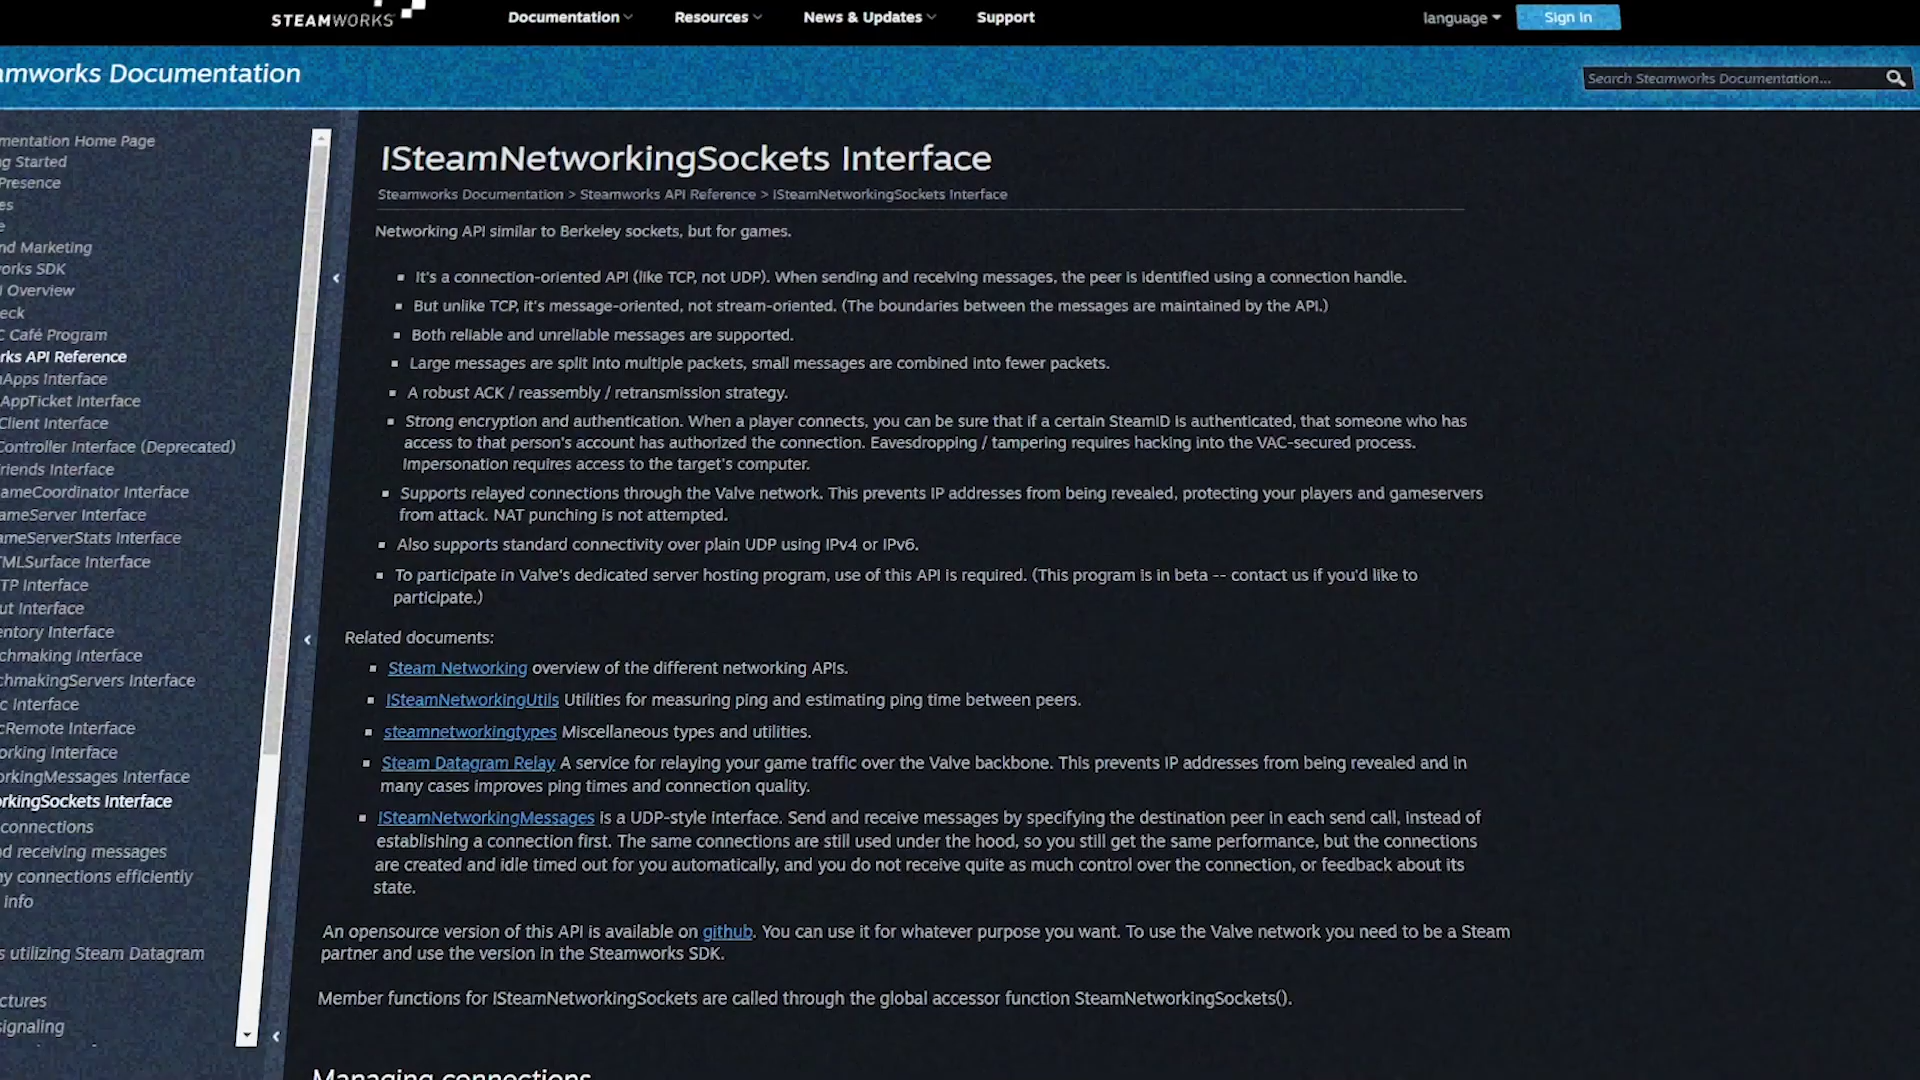 STEAMWORKS
Documentation
Resources
News & Updates
Support
language
Sign In
amworks Documentation
Search Steamworks Documentation...
mentation Home Page
ng Started
Presence
es
e
nd Marketing
orks SDK
I Overview
eck
C Café Program
rks API Reference
Apps Interface
AppTicket Interface
Client Interface
Controller Interface (Deprecated)
riends Interface
ameCoordinator Interface
ameServer Interface
ameServerStats Interface
TMLSurface Interface
TP Interface
ut Interface
entory Interface
chmaking Interface
chmakingServers Interface
c Interface
cRemote Interface
orking Interface
orkingMessages Interface
rkingSockets Interface
connections
d receiving messages
y connections efficiently
info
s utilizing Steam Datagram
ctures
signaling
ISteamNetworkingSockets Interface
Steamworks Documentation > Steamworks API Reference > ISteamNetworkingSockets Interface
Networking API similar to Berkeley sockets, but for games.
It's a connection-oriented API (like TCP, not UDP). When sending and receiving messages, the peer is identified using a connection handle.
But unlike TCP, it's message-oriented, not stream-oriented. (The boundaries between the messages are maintained by the API.)
Both reliable and unreliable messages are supported.
Large messages are split into multiple packets, small messages are combined into fewer packets.
A robust ACK / reassembly / retransmission strategy.
Strong encryption and authentication. When a player connects, you can be sure that if a certain SteamID is authenticated, that someone who has
access to that person's account has authorized the connection. Eavesdropping / tampering requires hacking into the VAC-secured process.
Impersonation requires access to the target's computer.
Supports relayed connections through the Valve network. This prevents IP addresses from being revealed, protecting your players and gameservers
from attack. NAT punching is not attempted.
Also supports standard connectivity over plain UDP using IPv4 or IPv6.
To participate in Valve's dedicated server hosting program, use of this API is required. (This program is in beta -- contact us if you'd like to
participate.)
Related documents:
Steam Networking overview of the different networking APIs.
ISteamNetworkingUtils Utilities for measuring ping and estimating ping time between peers.
steamnetworkingtypes Miscellaneous types and utilities.
Steam Datagram Relay A service for relaying your game traffic over the Valve backbone. This prevents IP addresses from being revealed and in
many cases improves ping times and connection quality.
ISteamNetworkingMessages is a UDP-style interface. Send and receive messages by specifying the destination peer in each send call, instead of
establishing a connection first. The same connections are still used under the hood, so you still get the same performance, but the connections
are created and idle timed out for you automatically, and you do not receive quite as much control over the connection, or feedback about its
state.
An opensource version of this API is available on github. You can use it for whatever purpose you want. To use the Valve network you need to be a Steam
partner and use the version in the Steamworks SDK.
Member functions for ISteamNetworkingSockets are called through the global accessor function SteamNetworkingSockets().
Managing connections